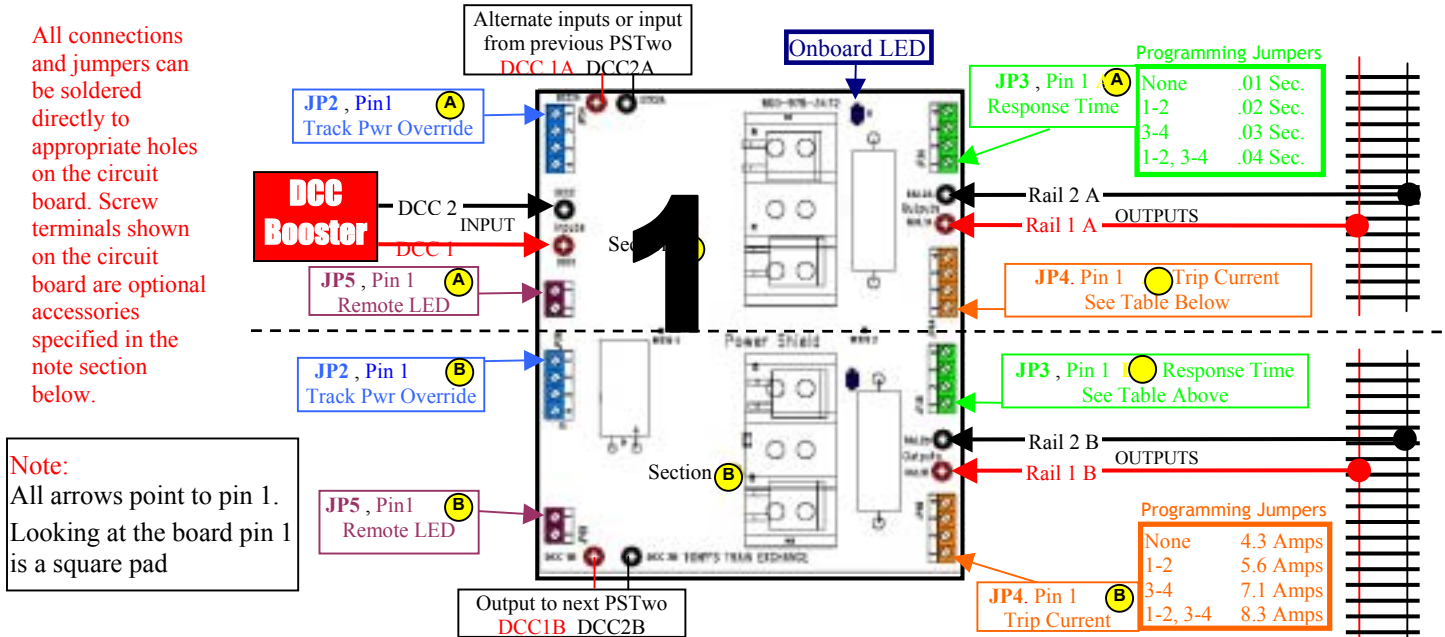 All connections
and jumpers can
be soldered
directly to
appropriate holes
on the circuit
board. Screw
terminals shown
on the circuit
board are optional
accessories
specified in the
note section
below.
Note:
All arrows point to pin 1.
Looking at the board pin 1
is a square pad
Alternate inputs or input
from previous PSTwo
DCC 1A DCC2A
Onboard LED
JP2 , Pin1 A
Track Pwr Override
DCC
Booster
DCC 2
INPUT
DCC 1
JP5 , Pin 1 A
Remote LED
JP2 , Pin 1 B
Track Pwr Override
JP5 , Pin1 B
Remote LED
1
Power Shield
Section B
Inputs
Outputs
Outputs
TONY'S TRAIN EXCHANGE
Output to next PSTwo
DCC1B DCC2B
JP3 , Pin 1 A
Response Time
Programming Jumpers
None .01 Sec.
1-2 .02 Sec.
3-4 .03 Sec.
1-2, 3-4 .04 Sec.
Rail 2 A
OUTPUTS
Rail 1 A
JP4. Pin 1 Trip Current
See Table Below
JP3 , Pin 1 Response Time
See Table Above
Rail 2 B
OUTPUTS
Rail 1 B
Programming Jumpers
None 4.3 Amps
1-2 5.6 Amps
3-4 7.1 Amps
1-2, 3-4 8.3 Amps
JP4. Pin 1 B
Trip Current